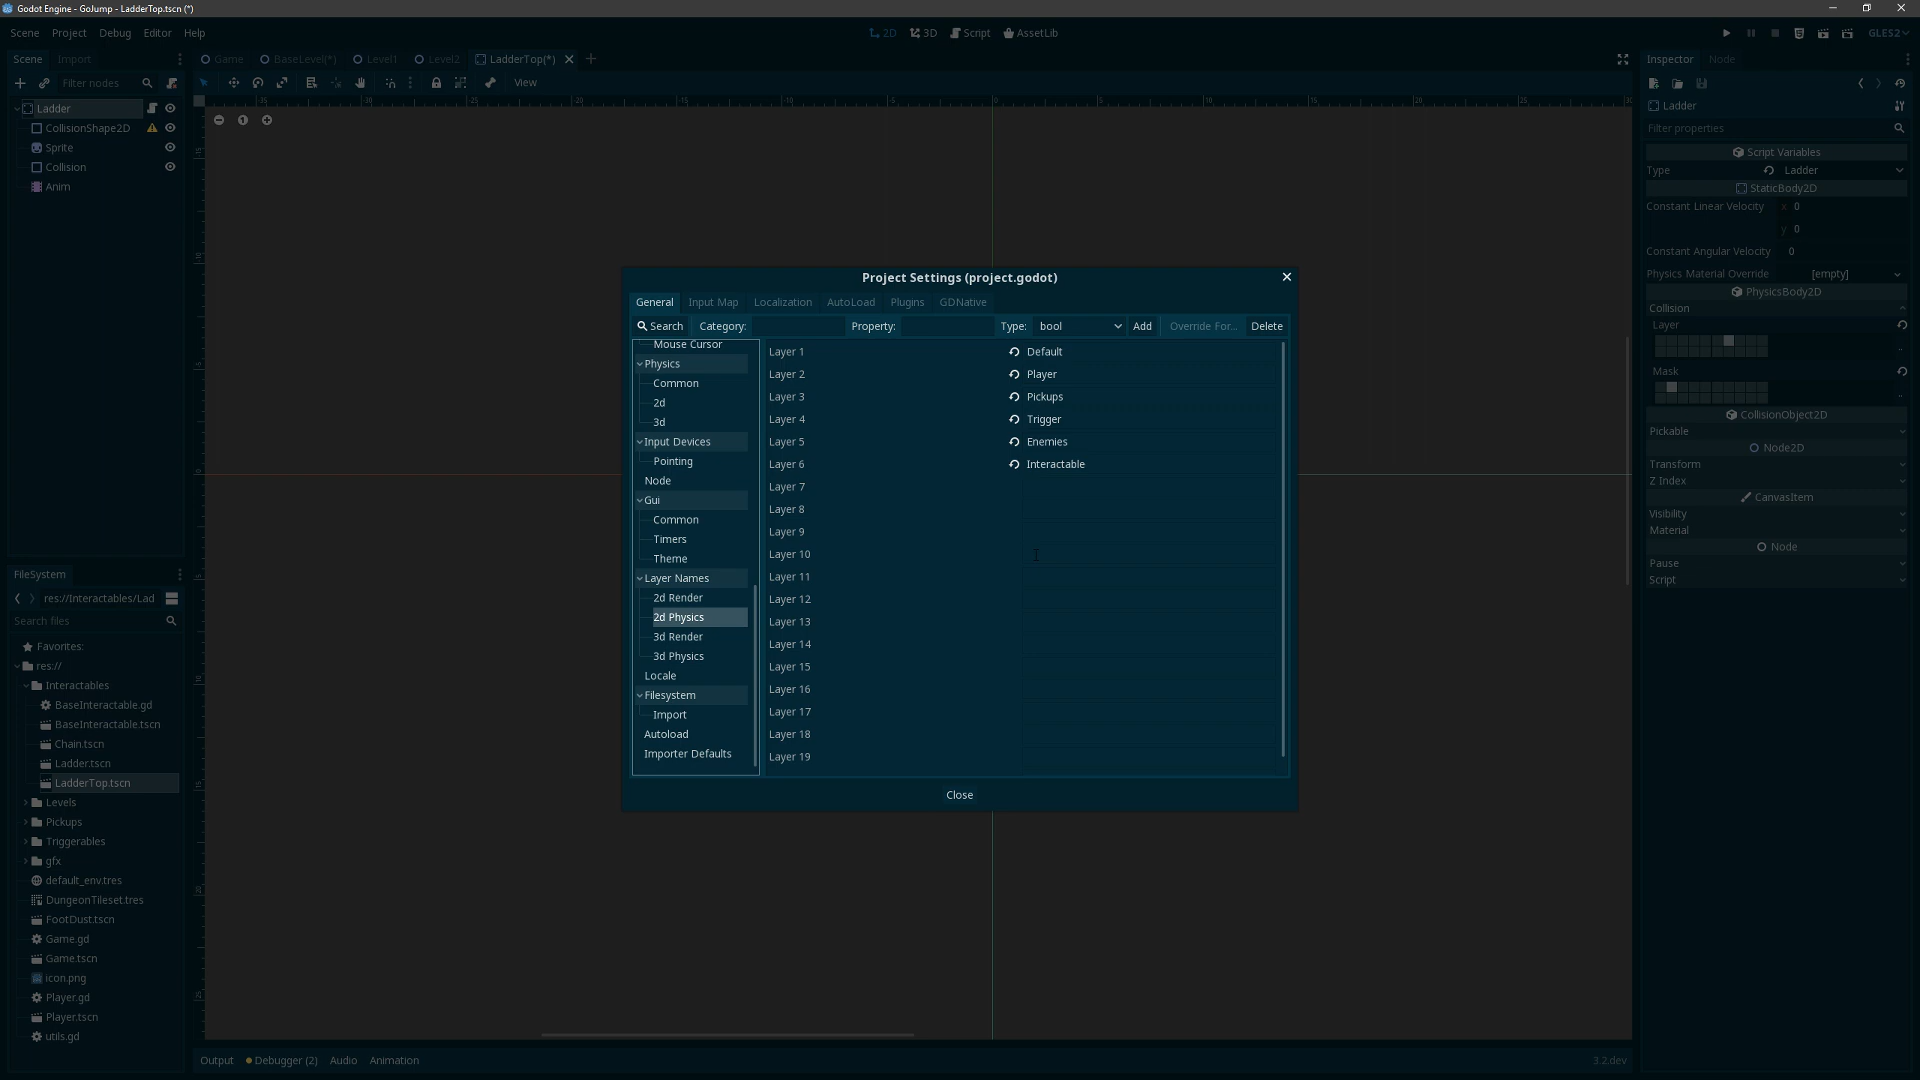 Godot Engine - GoJump - LadderTop.tscn (*)
Scene Project Debug Editor Help
2D 3D Script AssetLib
GLES2
Scene Import
Game BaseLevel(*) Level1 Level2 LadderTop(*)
Inspector Node
Filter nodes
View
Ladder
CollisionShape2D
Sprite
Collision
Anim
Ladder
Filter properties
Script Variables
Type Ladder
StaticBody2D
Constant Linear Velocity x 0
y 0
Constant Angular Velocity 0
Physics Material Override [empty]
PhysicsBody2D
Collision
Layer
Mask
CollisionObject2D
Pickable
Node2D
Transform
Z Index
CanvasItem
Visibility
Material
Node
Pause
Script
Project Settings (project.godot)
General Input Map Localization AutoLoad Plugins GDNative
Search Category: Property: Type: bool Add Override For... Delete
Mouse Cursor
Physics
Common
2d
3d
Input Devices
Pointing
Node
Gui
Common
Timers
Theme
Layer Names
2d Render
2d Physics
3d Render
3d Physics
Locale
Filesystem
Import
Autoload
Importer Defaults
Layer 1 Default
Layer 2 Player
Layer 3 Pickups
Layer 4 Trigger
Layer 5 Enemies
Layer 6 Interactable
Layer 7
Layer 8
Layer 9
Layer 10
Layer 11
Layer 12
Layer 13
Layer 14
Layer 15
Layer 16
Layer 17
Layer 18
Layer 19
Close
FileSystem
res://Interactables/Lad
Search files
Favorites:
res://
Interactables
BaseInteractable.gd
BaseInteractable.tscn
Chain.tscn
Ladder.tscn
LadderTop.tscn
Levels
Pickups
Triggerables
gfx
default_env.tres
DungeonTileset.tres
FootDust.tscn
Game.gd
Game.tscn
icon.png
Player.gd
Player.tscn
utils.gd
Output Debugger (2) Audio Animation
3.2.dev